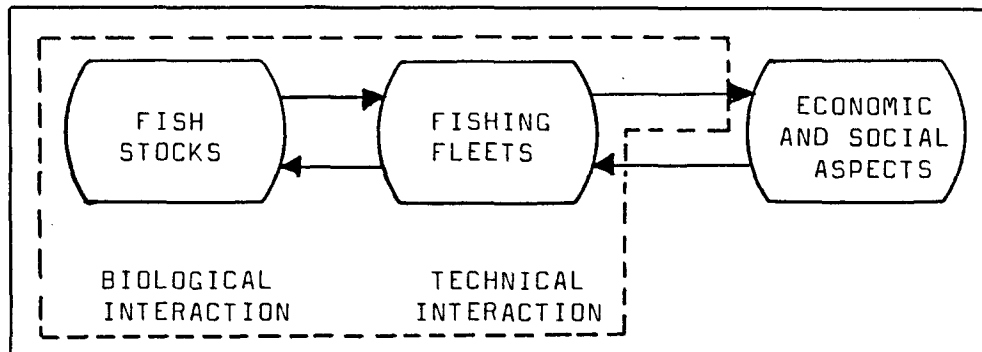 FISH
STOCKS
FISHING
FLEETS
ECONOMIC
AND SOCIAL
ASPECTS
BIOLOGICAL
INTERACTION
TECHNICAL
INTERACTION